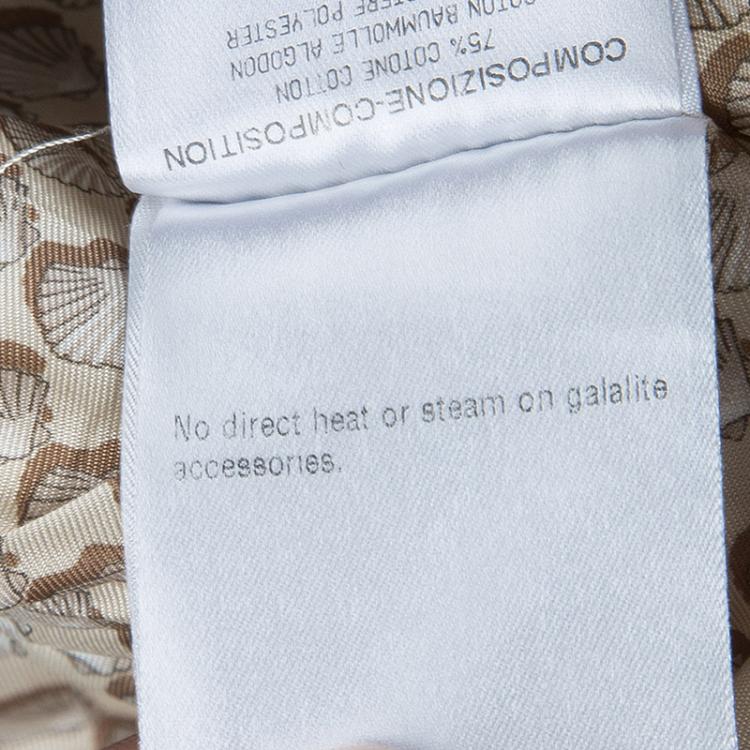 COMPOSIZIONE-COMPOSITION
75% COTONE COTTON
COTON BAUMWOLLE ALGODON
POLYESTER
No direct heat or steam on galalite
accessories.